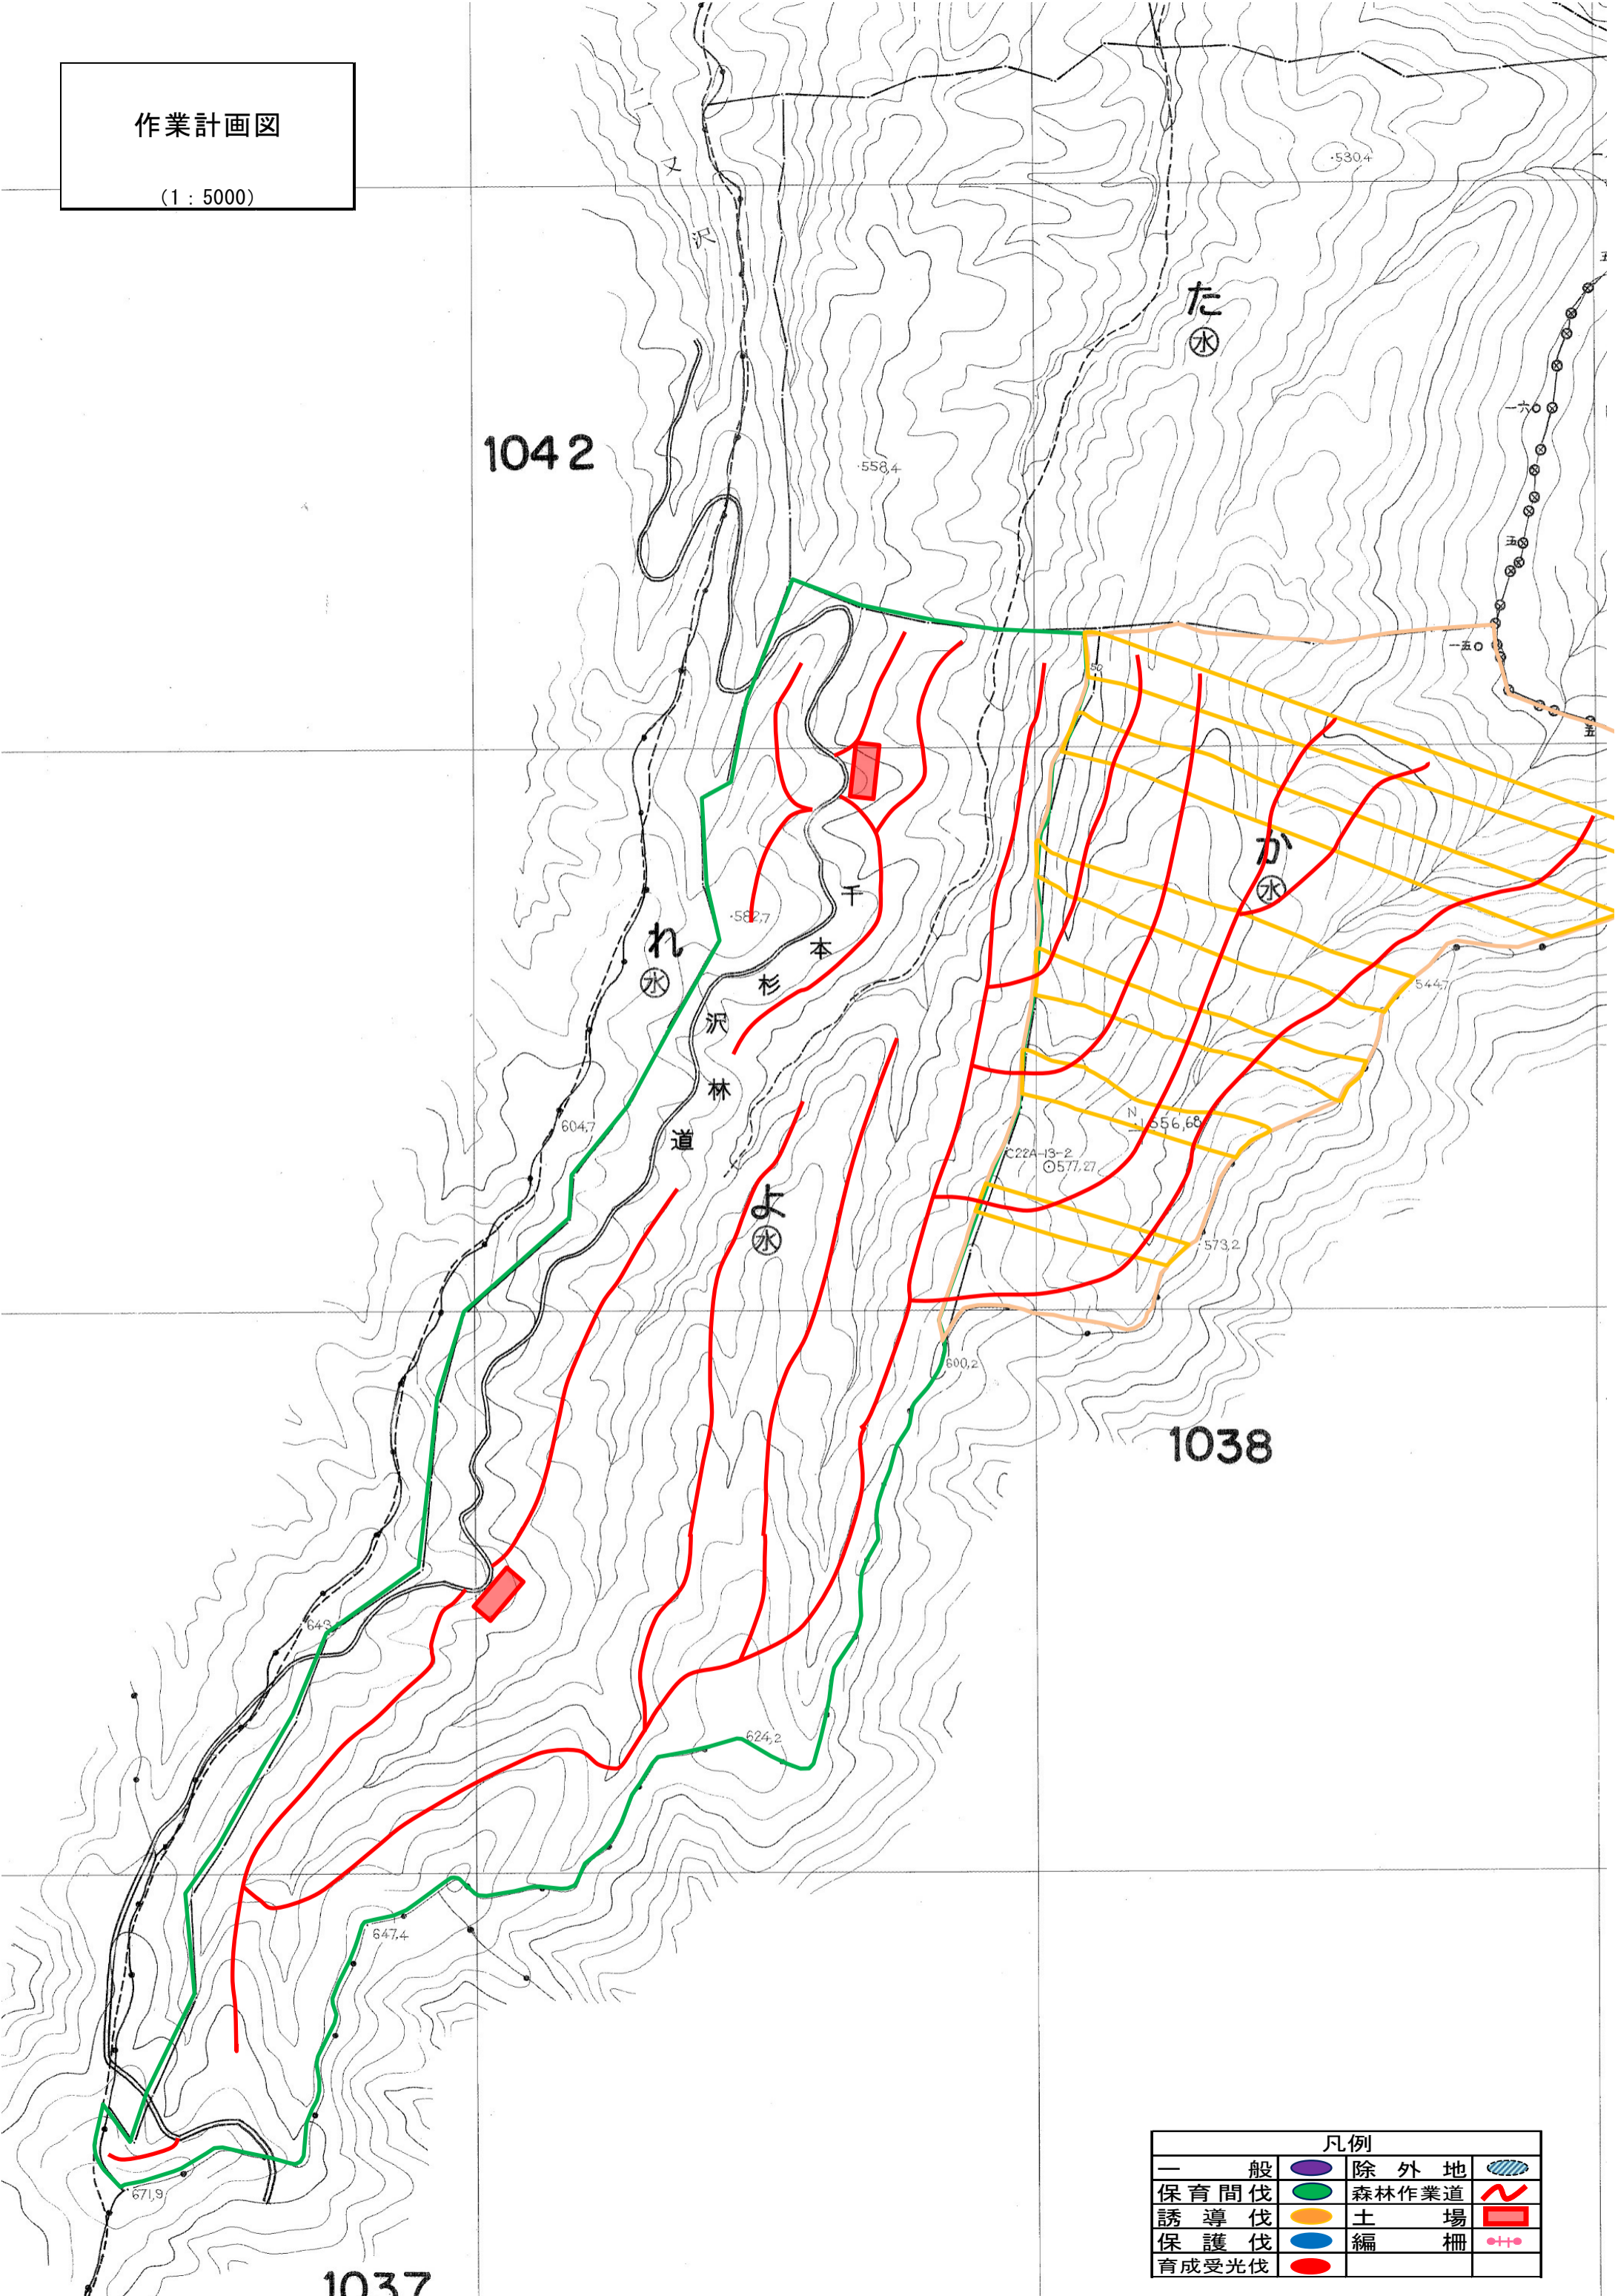 作業計画図
(1：5000)
二
又
沢
530.4
た
水
一六
1042
558.4
五
一五
五
50
か
水
千
582.7
れ
本
水
杉
544.7
沢
林
604.7
N
556.68
道
C22A-13-2
577.27
よ
水
573.2
600.2
1038
643
624.2
647.4
671.9
1037
凡例
一般 除外地
保育間伐 森林作業道
誘導伐 土場
保護伐 編柵
育成受光伐